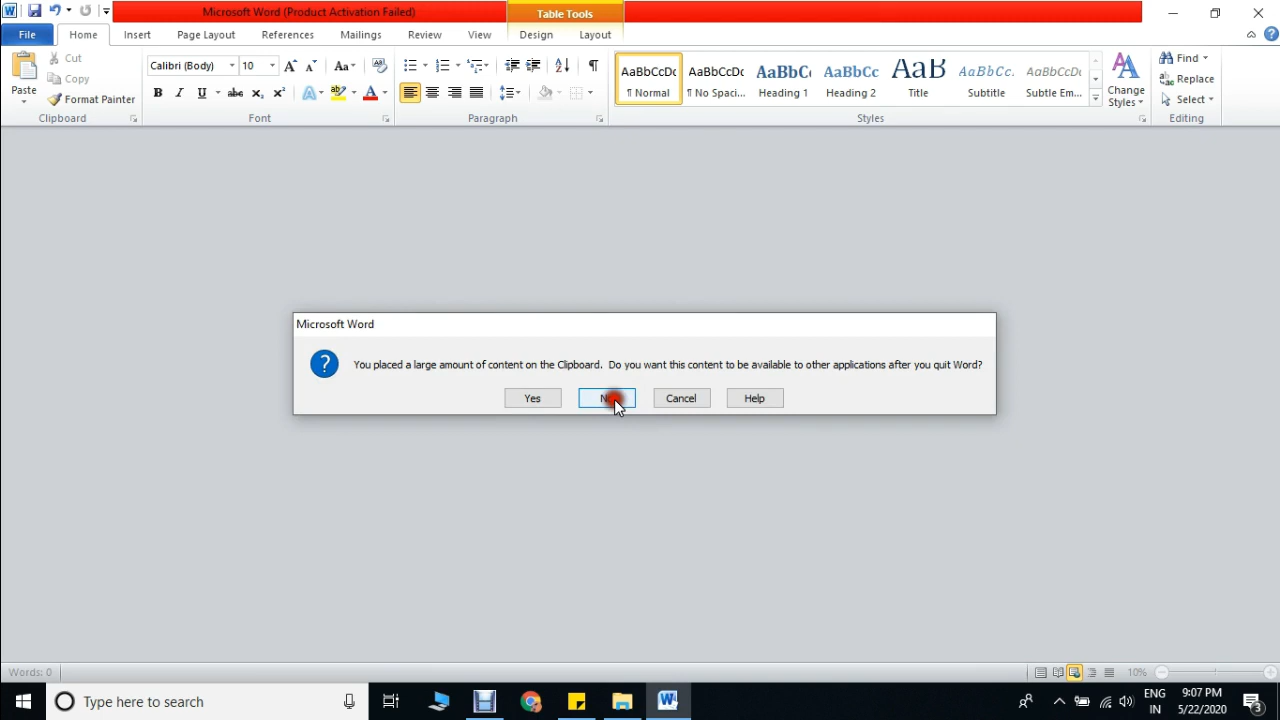 Microsoft Word (Product Activation Failed)
Table Tools
File Home Insert Page Layout References Mailings Review View Design Layout
Paste
Cut
Copy
Format Painter
Clipboard
Calibri (Body) 10
Font
Paragraph
AaBbCcDc
¶ Normal
AaBbCcDc
¶ No Spaci...
AaBbC
Heading 1
AaBbCc
Heading 2
AaB
Title
AaBbCc.
Subtitle
AaBbCcDc
Subtle Em...
Change
Styles
Styles
Find
Replace
Select
Editing
Microsoft Word
You placed a large amount of content on the Clipboard. Do you want this content to be available to other applications after you quit Word?
Yes Cancel Help
Words: 0
10%
Type here to search
ENG
IN
9:07 PM
5/22/2020
3